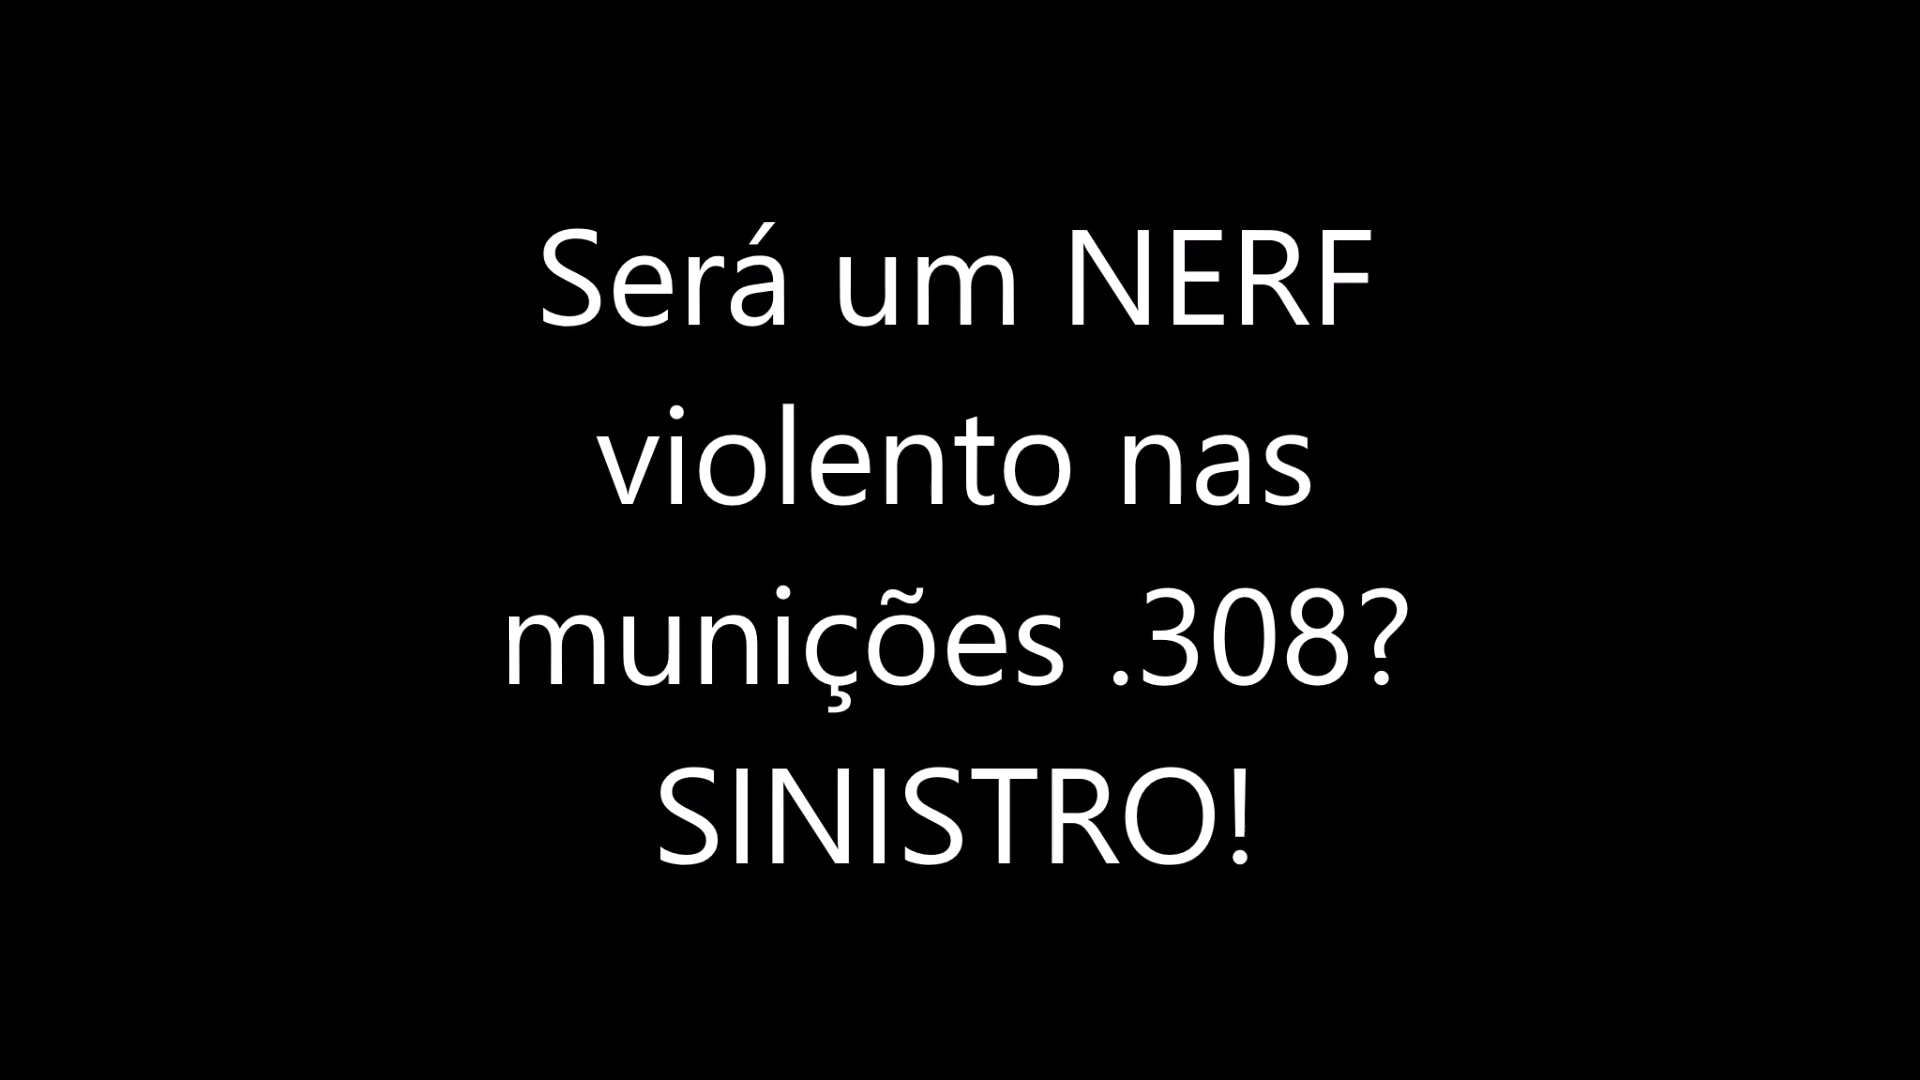 Será um NERF
violento nas
munições .308?
SINISTRO!